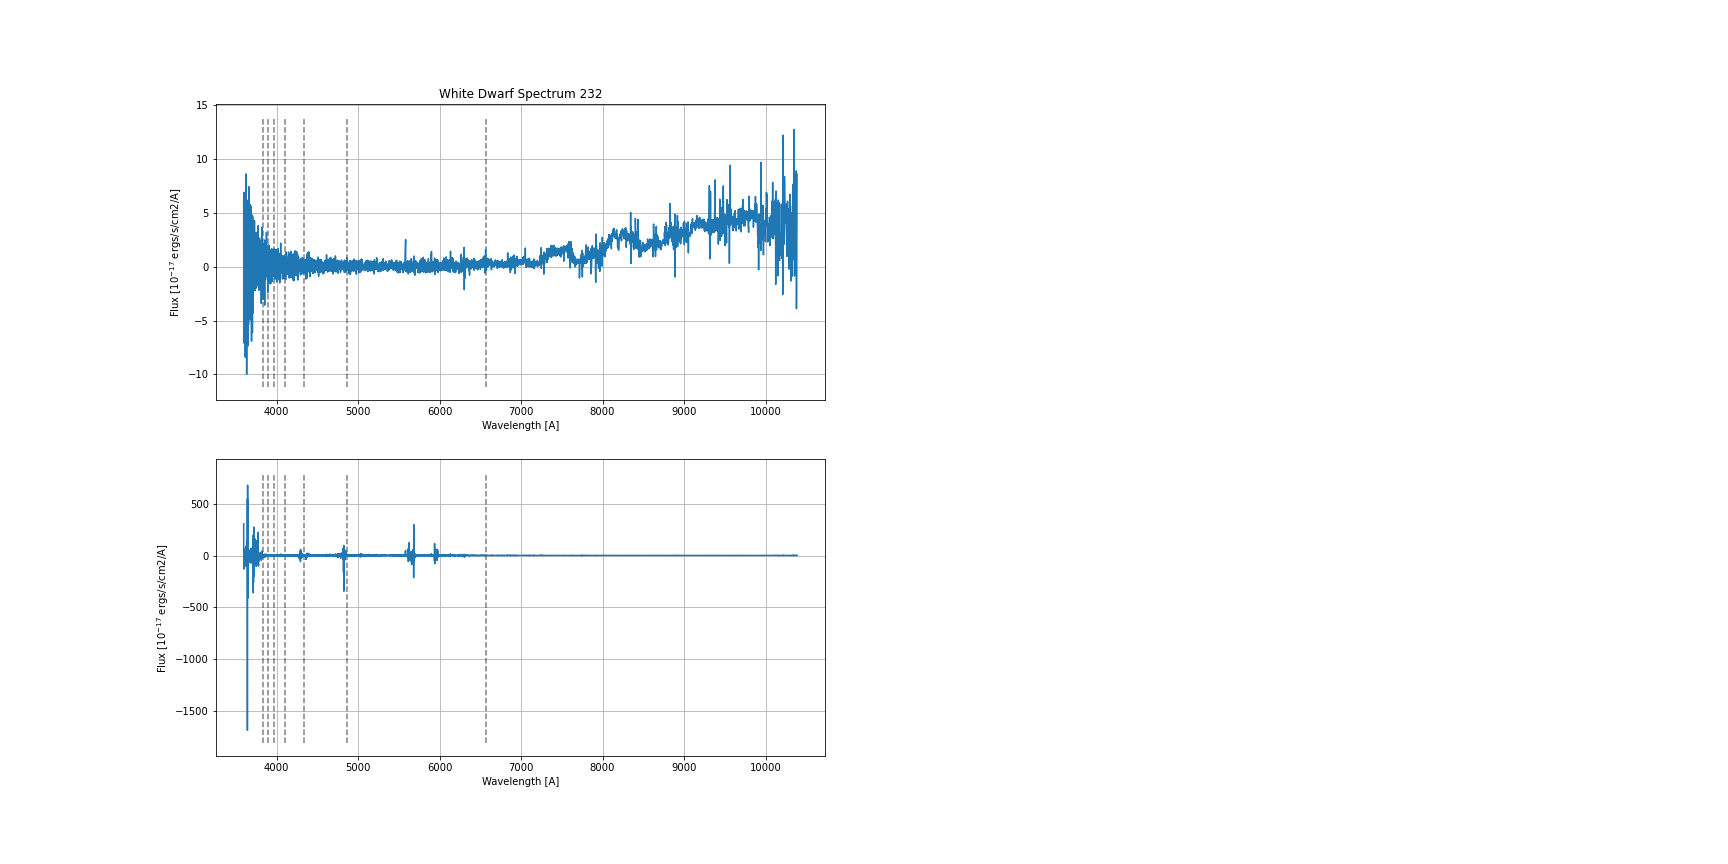 White Dwarf Spectrum 232
15
10
5
0
−5
−10
Flux [10⁻¹⁷ ergs/s/cm2/A]
4000 5000 6000 7000 8000 9000 10000
Wavelength [A]
500
0
−500
−1000
−1500
Flux [10⁻¹⁷ ergs/s/cm2/A]
4000 5000 6000 7000 8000 9000 10000
Wavelength [A]